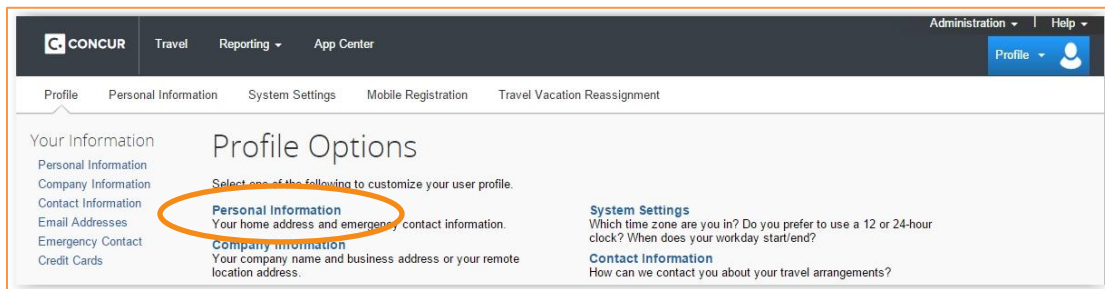 Administration | Help
C. CONCUR Travel Reporting App Center
Profile
Profile Personal Information System Settings Mobile Registration Travel Vacation Reassignment
Your Information
Personal Information
Company Information
Contact Information
Email Addresses
Emergency Contact
Credit Cards
Profile Options
Select one of the following to customize your user profile.
Personal Information
Your home address and emergency contact information.
Company Information
Your company name and business address or your remote
location address.
System Settings
Which time zone are you in? Do you prefer to use a 12 or 24-hour
clock? When does your workday start/end?
Contact Information
How can we contact you about your travel arrangements?